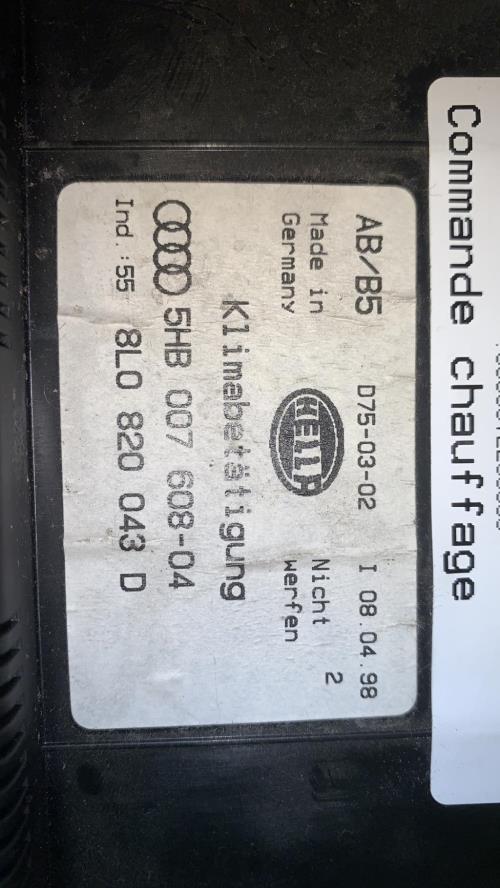 Commande chauffage
AB/B5 D75-03-02 I 08.04.98
Made in Germany
HELLA
Nicht werfen
2
Klimabetätigung
5HB 007 608-04
Ind.:55 8L0 820 043 D